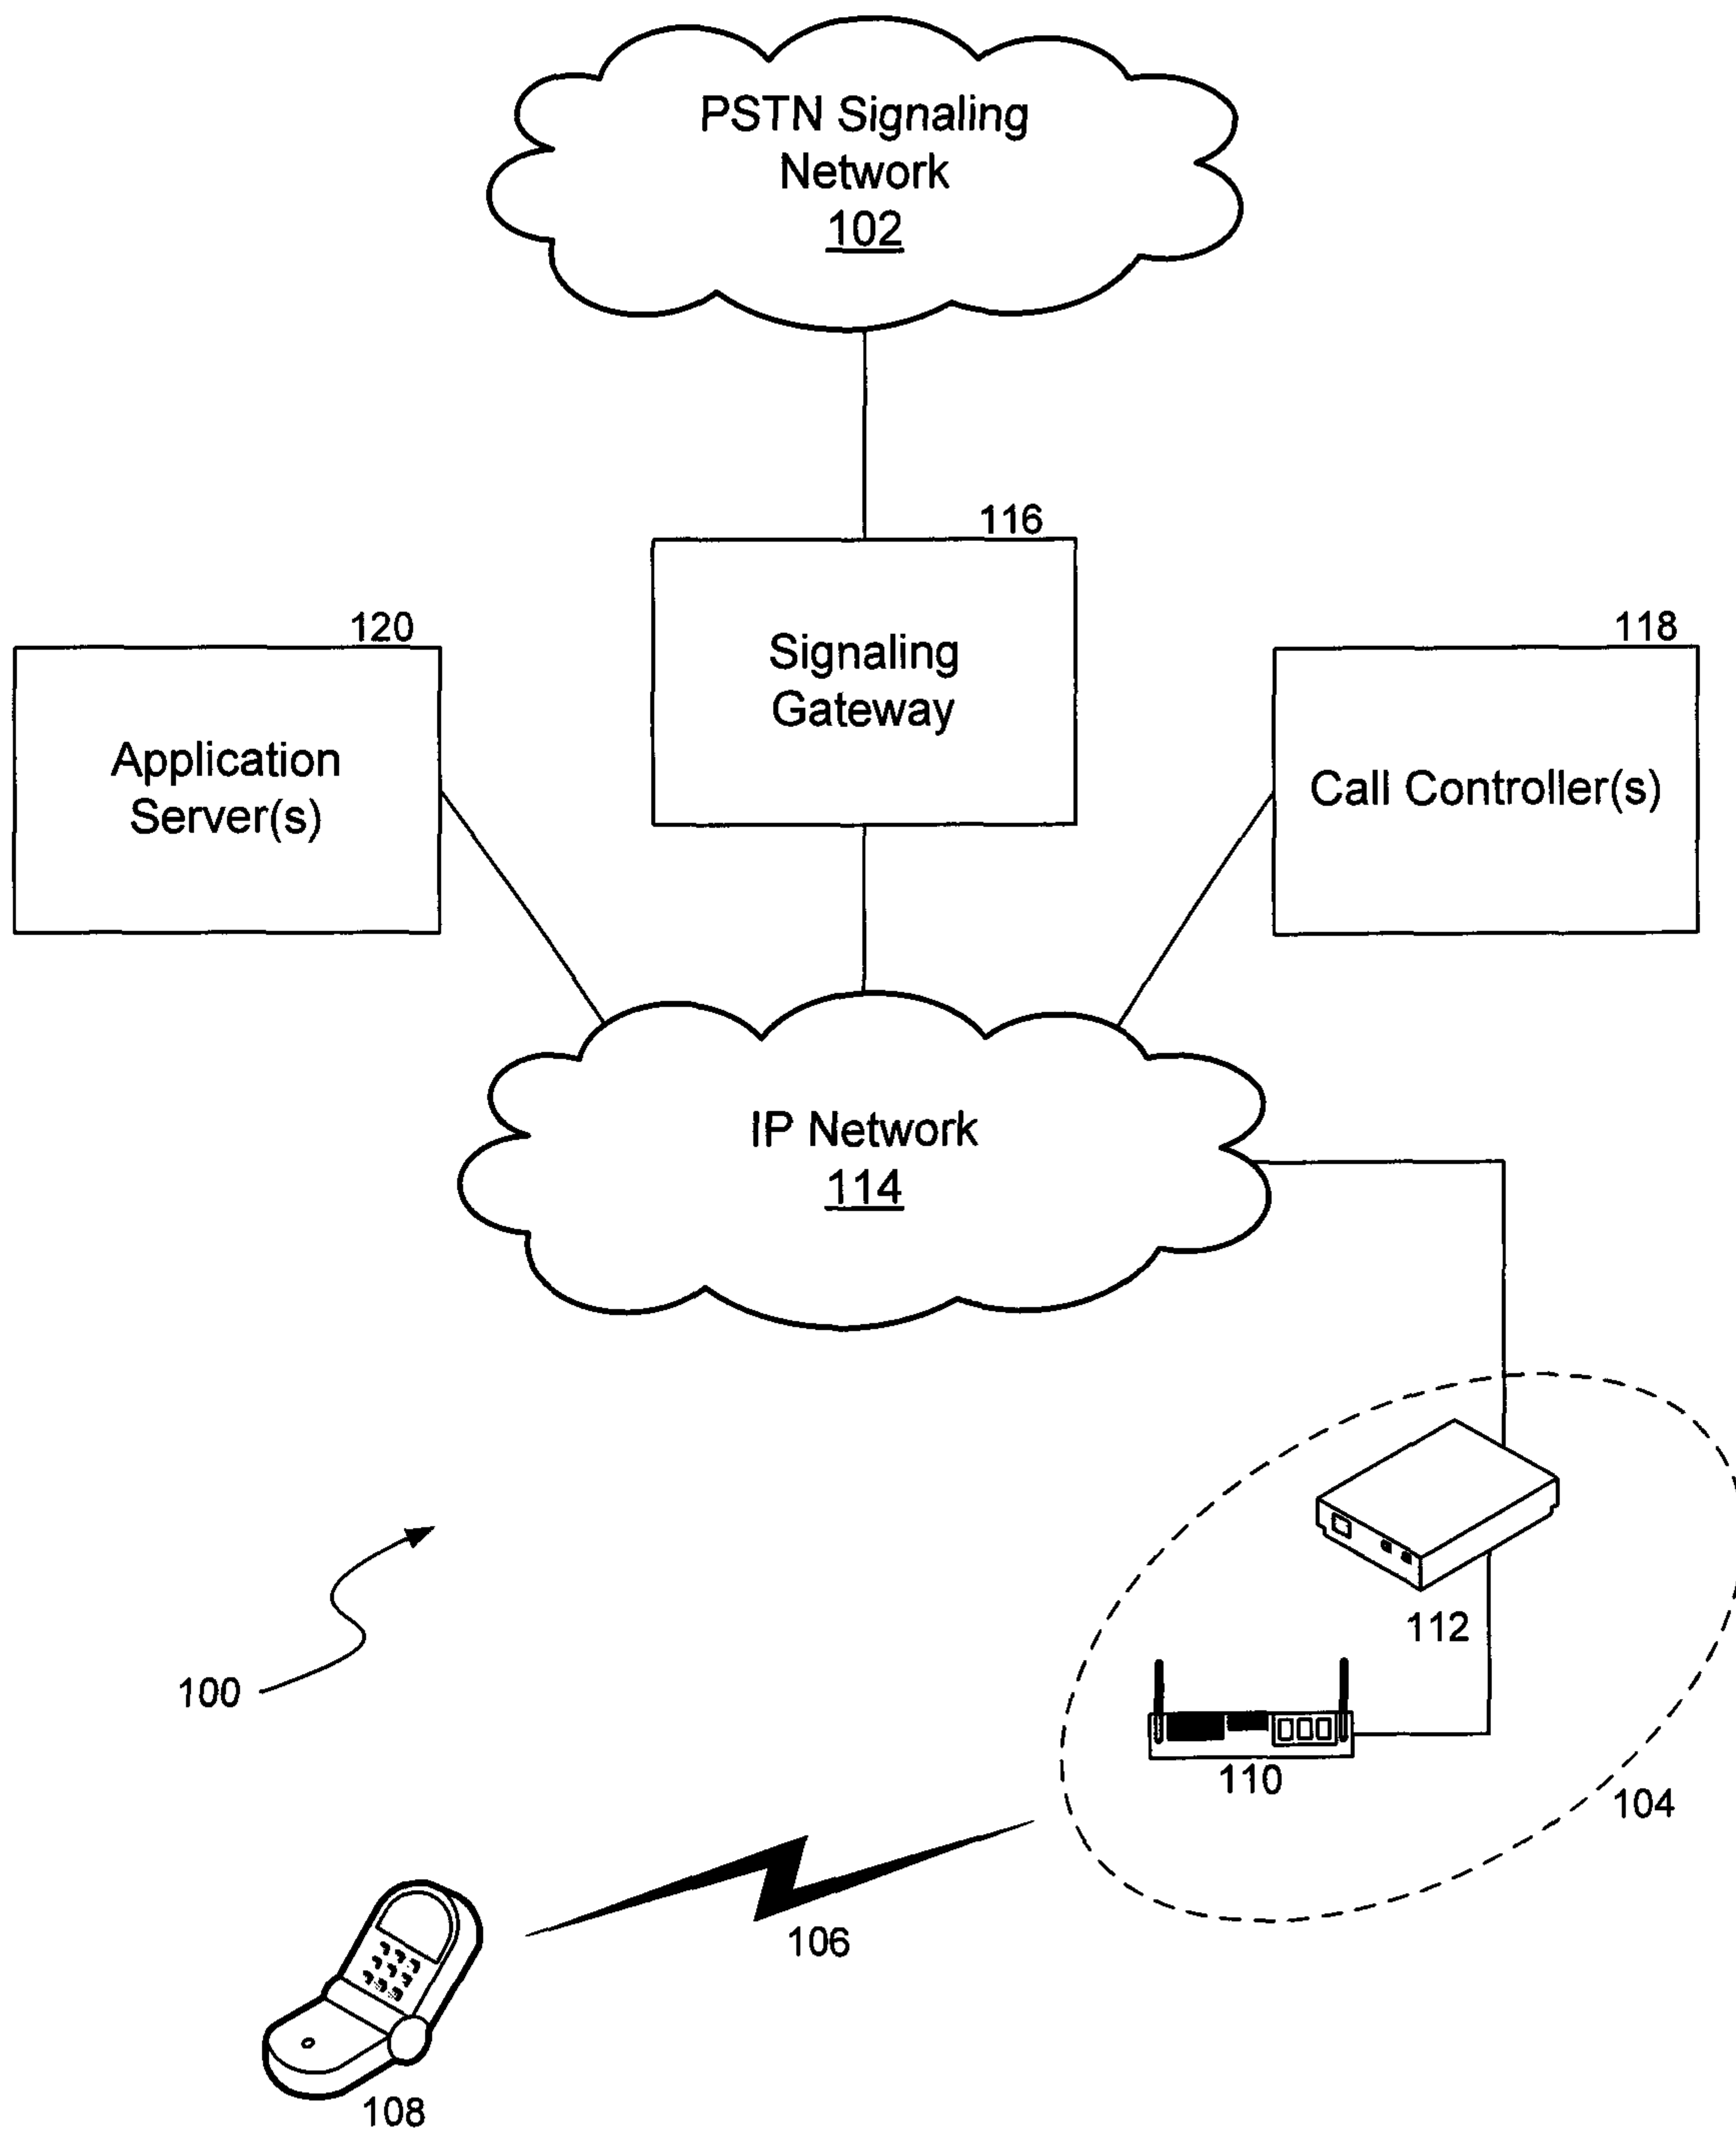 PSTN Signaling
Network
102
116
Signaling
Gateway
120
Application
Server(s)
118
Call Controller(s)
IP Network
114
112
110
104
100
106
108